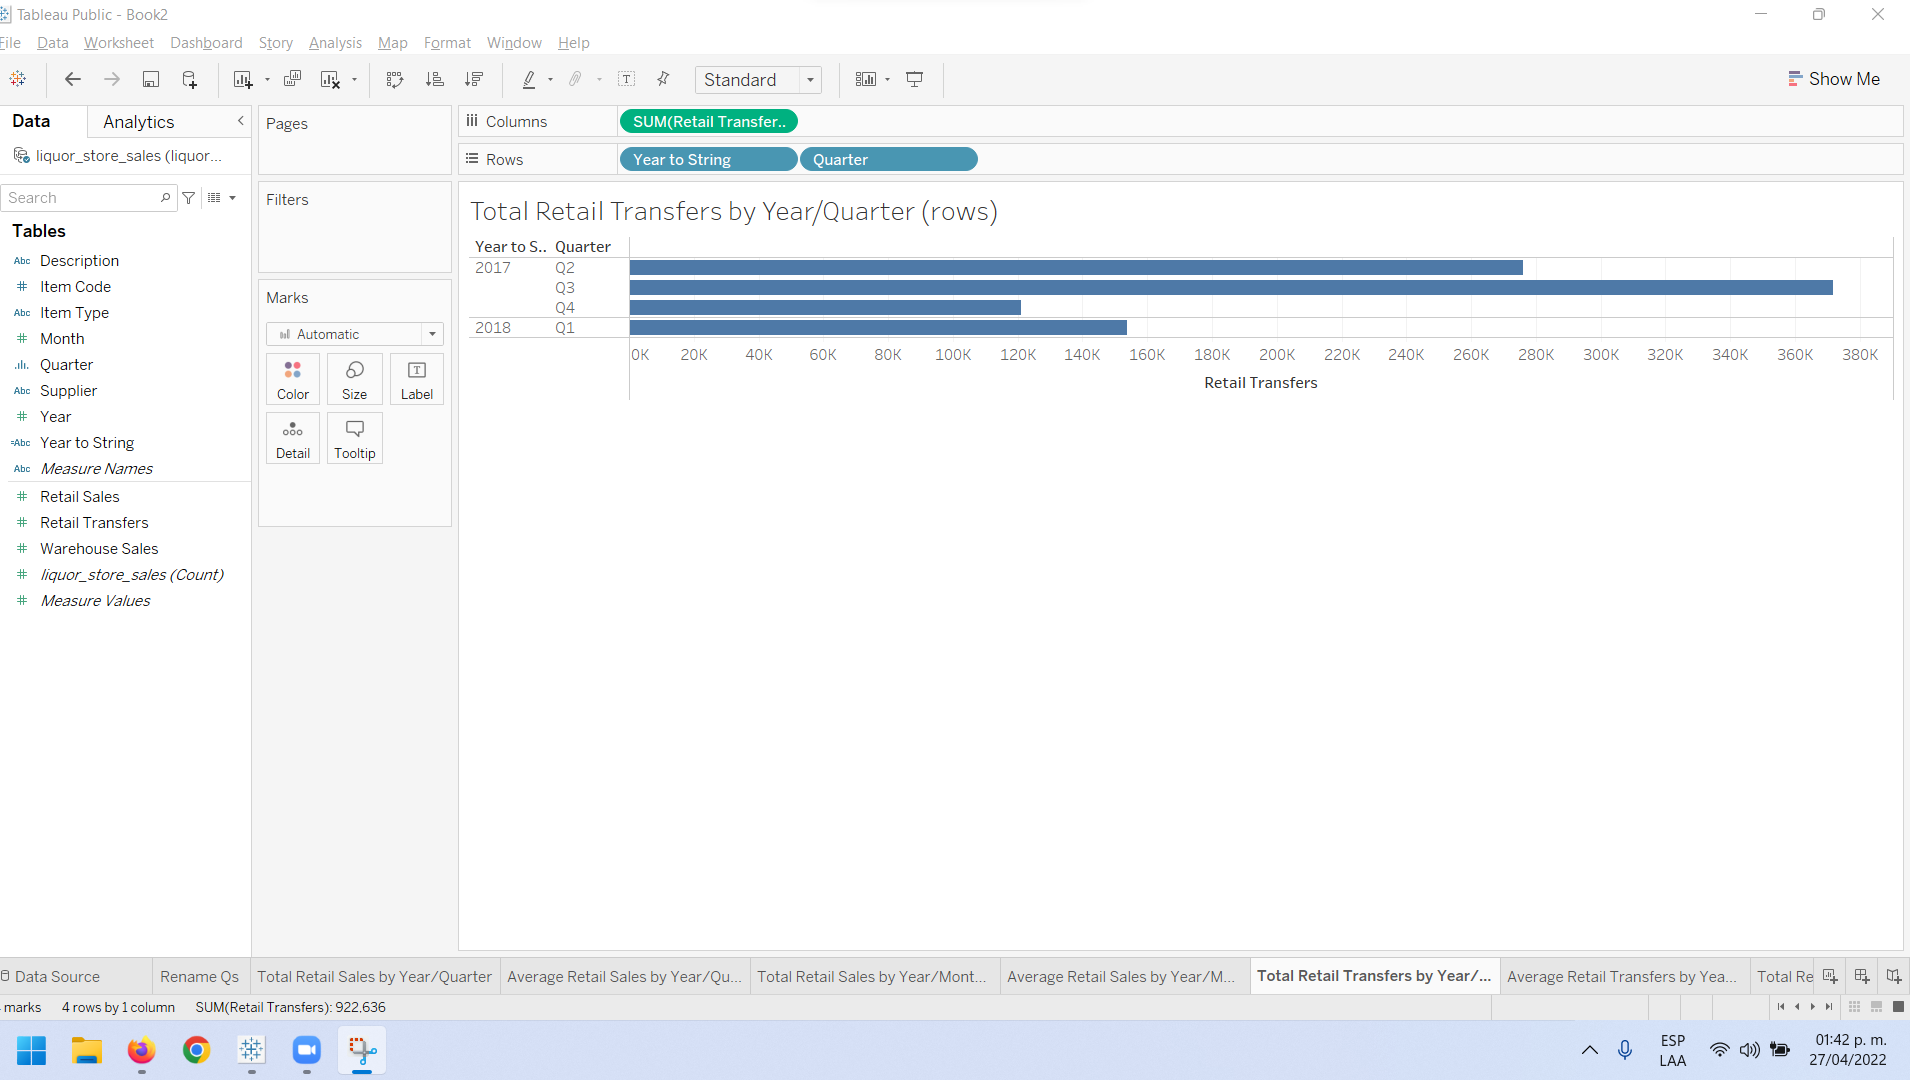 Tableau Public - Book2
File Data Worksheet Dashboard Story Analysis Map Format Window Help
Standard
Show Me
Data
Analytics
liquor_store_sales (liquor...
Search
Tables
Abc Description
# Item Code
Abc Item Type
# Month
Quarter
Abc Supplier
# Year
=Abc Year to String
Abc Measure Names
# Retail Sales
# Retail Transfers
# Warehouse Sales
# liquor_store_sales (Count)
# Measure Values
Pages
Filters
Marks
Automatic
Color
Size
Label
Detail
Tooltip
Columns
SUM(Retail Transfer..
Rows
Year to String
Quarter
Total Retail Transfers by Year/Quarter (rows)
Year to S.. Quarter
2017 Q2
Q3
Q4
2018 Q1
0K 20K 40K 60K 80K 100K 120K 140K 160K 180K 200K 220K 240K 260K 280K 300K 320K 340K 360K 380K
Retail Transfers
Data Source
Rename Qs
Total Retail Sales by Year/Quarter
Average Retail Sales by Year/Qu...
Total Retail Sales by Year/Mont...
Average Retail Sales by Year/M...
Total Retail Transfers by Year/...
Average Retail Transfers by Yea...
Total Re
marks
4 rows by 1 column
SUM(Retail Transfers): 922,636
ESP
LAA
01:42 p. m.
27/04/2022